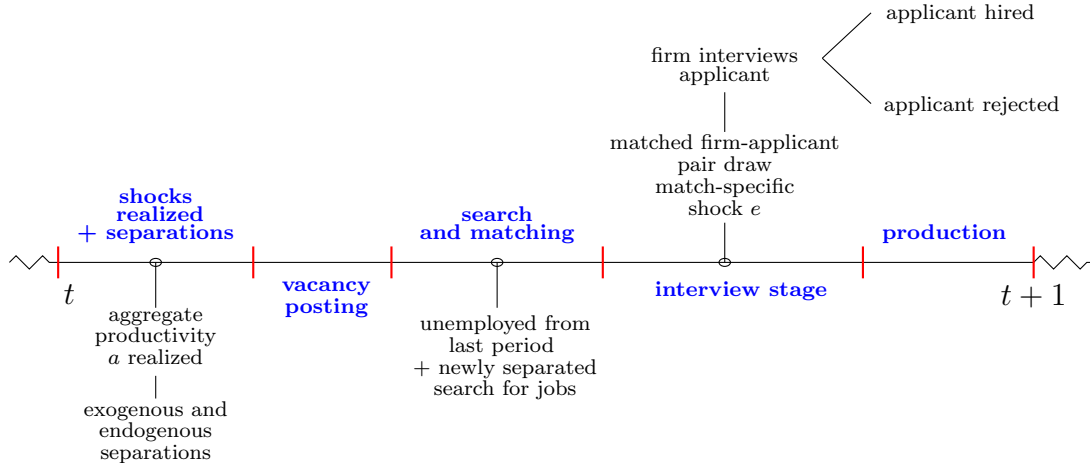 applicant hired
firm interviews
applicant
applicant rejected
matched firm-applicant
pair draw
match-specific
shock e
shocks
realized
+ separations
search
and matching
production
vacancy
posting
interview stage
t
t + 1
aggregate
productivity
a realized
unemployed from
last period
+ newly separated
search for jobs
exogenous and
endogenous
separations